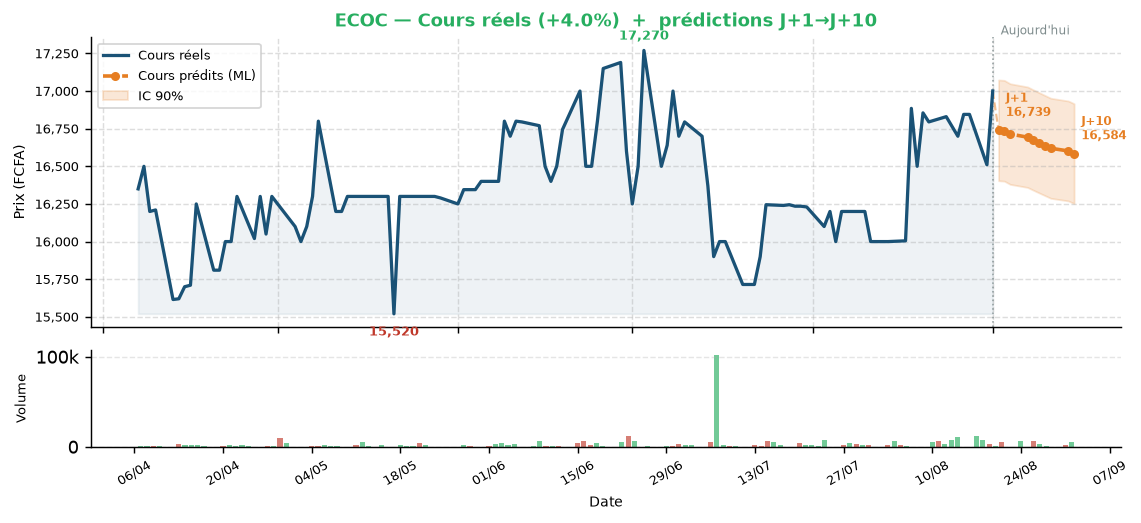 ECOC — Cours réels (+4.0%)  +  prédictions J+1→J+10
Aujourd'hui
17,270
Cours réels
Cours prédits (ML)
IC 90%
17,250
17,000
16,750
16,500
16,250
16,000
15,750
15,500
Prix (FCFA)
J+1
16,739
J+10
16,584
15,520
100k
0
Volume
06/04
20/04
04/05
18/05
01/06
15/06
29/06
13/07
27/07
10/08
24/08
07/09
Date